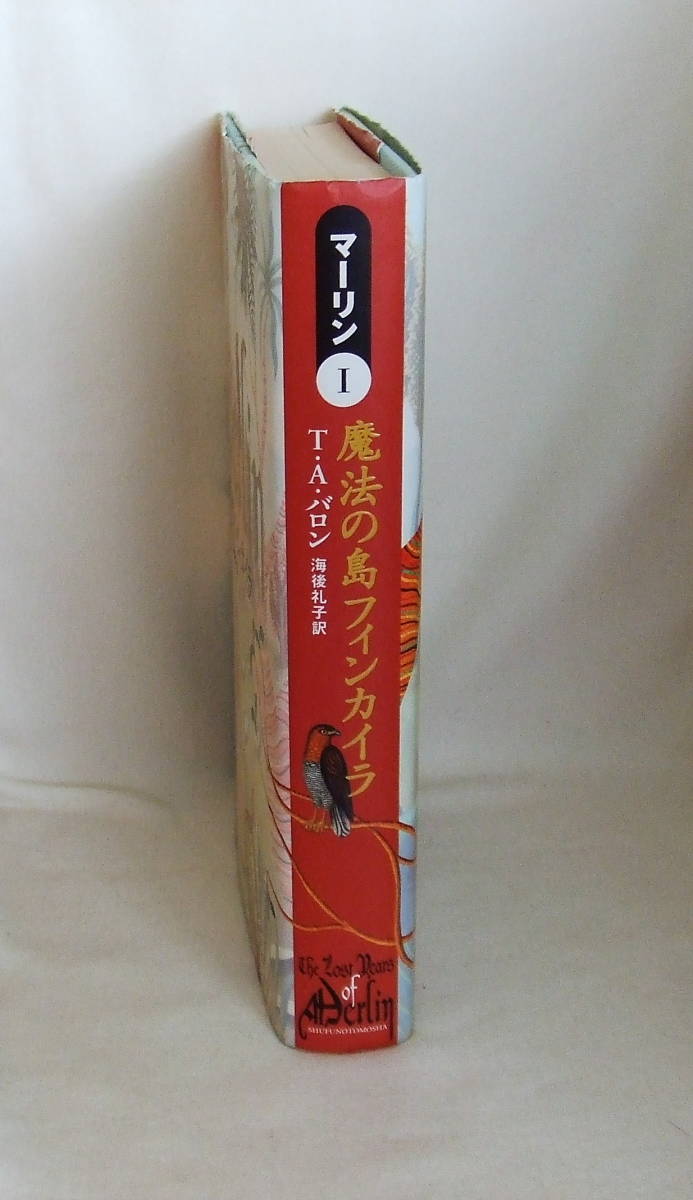 マーリン
I
魔法の島フィンカイラ
T・A・バロン 海後礼子訳
The Lost Years
of
Merlin
SHUFUNOTOMOSHA